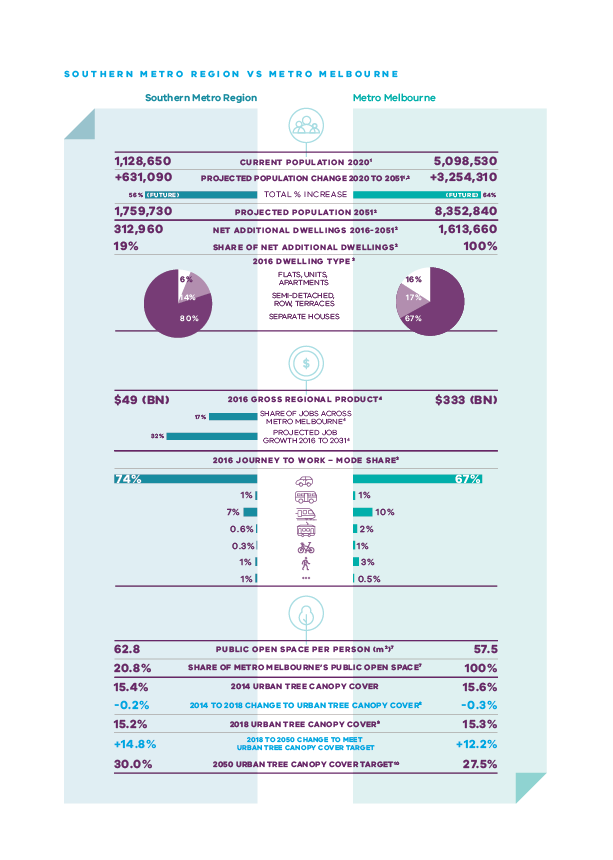 SOUTHERN METRO REGION VS METRO MELBOURNE
Southern Metro Region Metro Melbourne
1,128,650 CURRENT POPULATION 2020¹ 5,098,530
+631,090 PROJECTED POPULATION CHANGE 2020 TO 2051¹,² +3,254,310
56% (FUTURE) TOTAL % INCREASE (FUTURE) 64%
1,759,730 PROJECTED POPULATION 2051² 8,352,840
312,960 NET ADDITIONAL DWELLINGS 2016-2051² 1,613,660
19% SHARE OF NET ADDITIONAL DWELLINGS² 100%
2016 DWELLING TYPE ³
6% FLATS, UNITS, APARTMENTS 16%
14% SEMI-DETACHED, ROW, TERRACES 17%
80% SEPARATE HOUSES 67%
$
$49 (BN) 2016 GROSS REGIONAL PRODUCT⁴ $333 (BN)
17% SHARE OF JOBS ACROSS
METRO MELBOURNE⁴
32% PROJECTED JOB
GROWTH 2016 TO 2031⁴
2016 JOURNEY TO WORK – MODE SHARE⁵
74% 67%
1% 1%
7% 10%
0.6% 2%
0.3% 1%
1% 3%
1% ... 0.5%
62.8 PUBLIC OPEN SPACE PER PERSON (m²)⁷ 57.5
20.8% SHARE OF METRO MELBOURNE'S PUBLIC OPEN SPACE⁷ 100%
15.4% 2014 URBAN TREE CANOPY COVER 15.6%
-0.2% 2014 TO 2018 CHANGE TO URBAN TREE CANOPY COVER⁸ -0.3%
15.2% 2018 URBAN TREE CANOPY COVER⁹ 15.3%
+14.8% 2018 TO 2050 CHANGE TO MEET
URBAN TREE CANOPY COVER TARGET +12.2%
30.0% 2050 URBAN TREE CANOPY COVER TARGET¹⁰ 27.5%